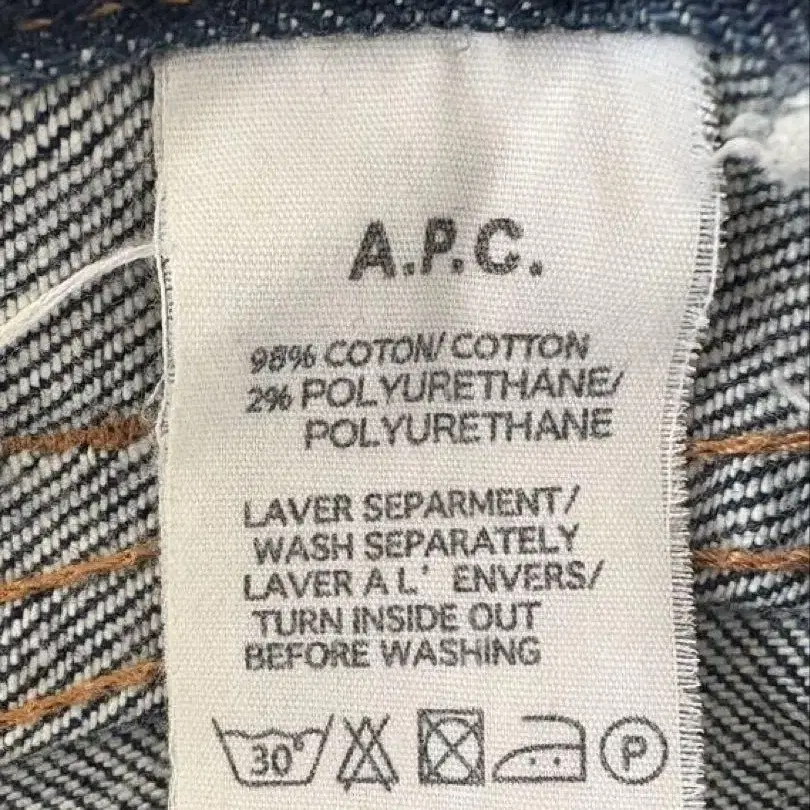 A.P.C.
98% COTON/COTTON
2% POLYURETHANE/
POLYURETHANE
LAVER SEPARMENT/
WASH SEPARATELY
LAVER A L' ENVERS/
TURN INSIDE OUT
BEFORE WASHING
30° P